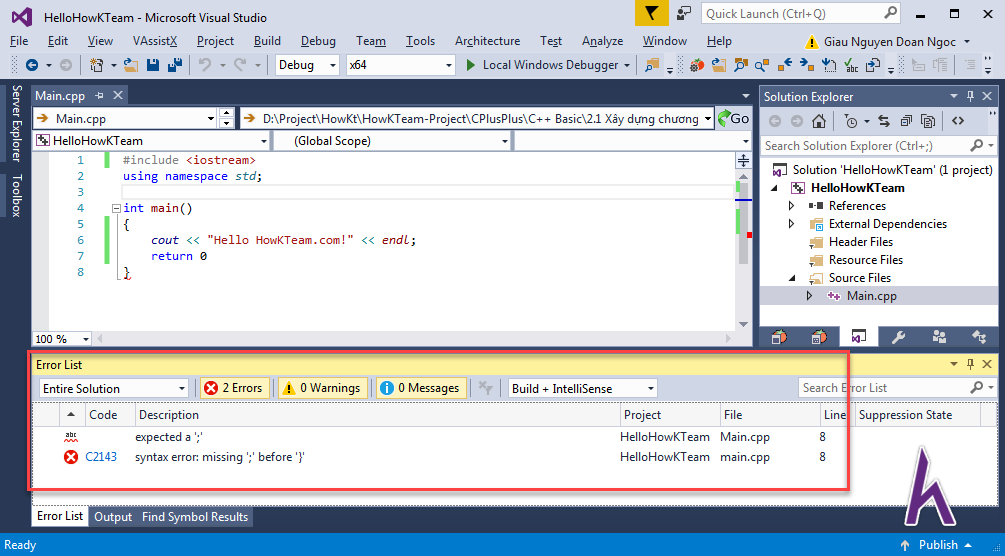 HelloHowKTeam - Microsoft Visual Studio
Quick Launch (Ctrl+Q)
File Edit View VAssistX Project Build Debug Team Tools Architecture Test Analyze Window Help Giau Nguyen Doan Ngoc
Debug x64 Local Windows Debugger
Server Explorer
Toolbox
Main.cpp
Main.cpp D:\Project\HowKt\HowKTeam-Project\CPlusPlus\C++ Basic\2.1 Xây dựng chương Go
HelloHowKTeam (Global Scope)
1 #include <iostream>
2 using namespace std;
3
4 int main()
5 {
6 cout << "Hello HowKTeam.com!" << endl;
7 return 0
8 }
100 %
Solution Explorer
Search Solution Explorer (Ctrl+;)
Solution 'HelloHowKTeam' (1 project)
HelloHowKTeam
References
External Dependencies
Header Files
Resource Files
Source Files
Main.cpp
Error List
Entire Solution 2 Errors 0 Warnings 0 Messages Build + IntelliSense Search Error List
Code Description Project File Line Suppression State
abc expected a ';' HelloHowKTeam Main.cpp 8
C2143 syntax error: missing ';' before '}' HelloHowKTeam main.cpp 8
Error List Output Find Symbol Results
Ready Publish